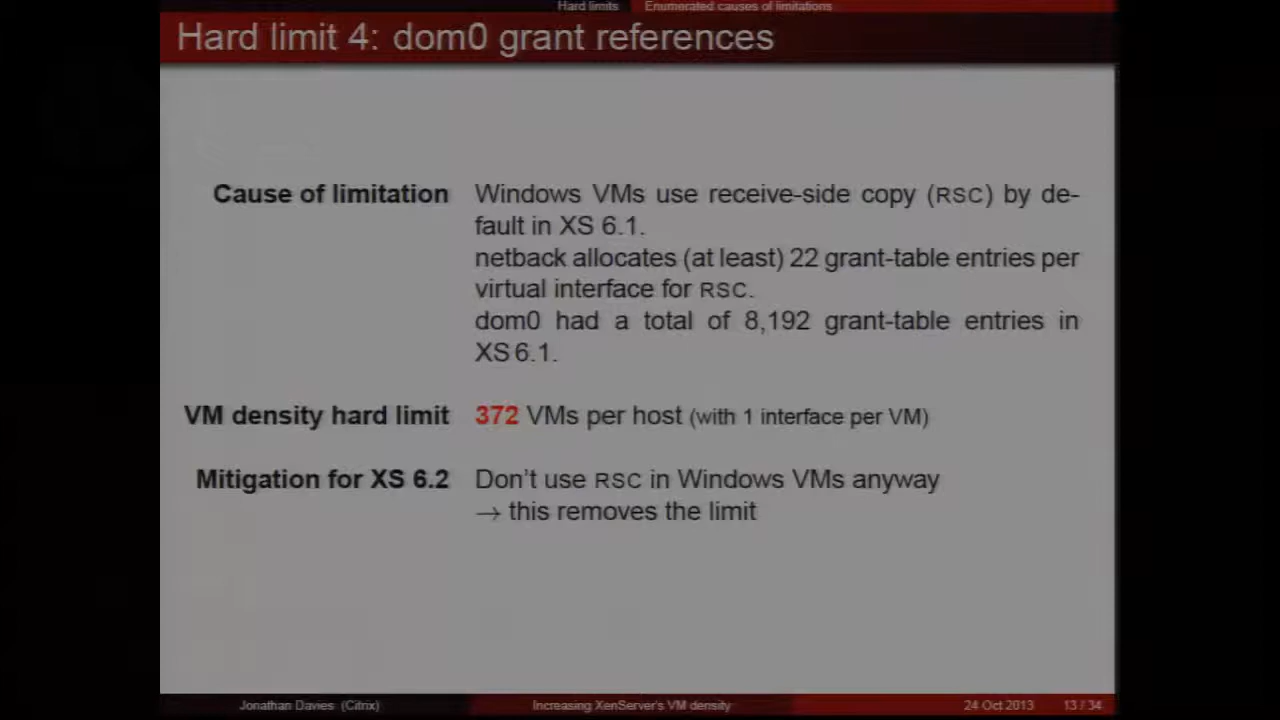 Hard limits Enumerated causes of limitations
Hard limit 4: dom0 grant references
Cause of limitation Windows VMs use receive-side copy (RSC) by de-
fault in XS 6.1.
netback allocates (at least) 22 grant-table entries per
virtual interface for RSC.
dom0 had a total of 8,192 grant-table entries in
XS 6.1.
VM density hard limit 372 VMs per host (with 1 interface per VM)
Mitigation for XS 6.2 Don't use RSC in Windows VMs anyway
→ this removes the limit
Jonathan Davies (Citrix) Increasing XenServer's VM density 24 Oct 2013 13 / 34